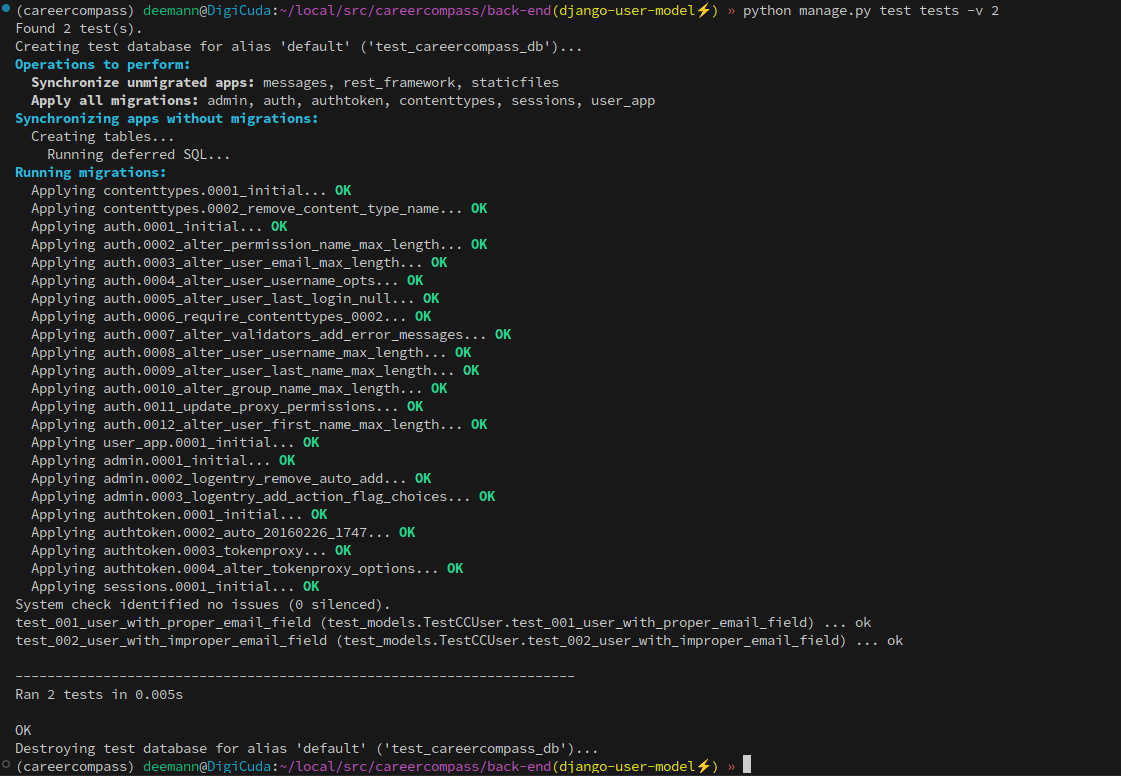 (careercompass) deemann@DigiCuda:~/local/src/careercompass/back-end(django-user-model⚡) » python manage.py test tests -v 2
Found 2 test(s).
Creating test database for alias 'default' ('test_careercompass_db')...
Operations to perform:
  Synchronize unmigrated apps: messages, rest_framework, staticfiles
  Apply all migrations: admin, auth, authtoken, contenttypes, sessions, user_app
Synchronizing apps without migrations:
  Creating tables...
    Running deferred SQL...
Running migrations:
  Applying contenttypes.0001_initial... OK
  Applying contenttypes.0002_remove_content_type_name... OK
  Applying auth.0001_initial... OK
  Applying auth.0002_alter_permission_name_max_length... OK
  Applying auth.0003_alter_user_email_max_length... OK
  Applying auth.0004_alter_user_username_opts... OK
  Applying auth.0005_alter_user_last_login_null... OK
  Applying auth.0006_require_contenttypes_0002... OK
  Applying auth.0007_alter_validators_add_error_messages... OK
  Applying auth.0008_alter_user_username_max_length... OK
  Applying auth.0009_alter_user_last_name_max_length... OK
  Applying auth.0010_alter_group_name_max_length... OK
  Applying auth.0011_update_proxy_permissions... OK
  Applying auth.0012_alter_user_first_name_max_length... OK
  Applying user_app.0001_initial... OK
  Applying admin.0001_initial... OK
  Applying admin.0002_logentry_remove_auto_add... OK
  Applying admin.0003_logentry_add_action_flag_choices... OK
  Applying authtoken.0001_initial... OK
  Applying authtoken.0002_auto_20160226_1747... OK
  Applying authtoken.0003_tokenproxy... OK
  Applying authtoken.0004_alter_tokenproxy_options... OK
  Applying sessions.0001_initial... OK
System check identified no issues (0 silenced).
test_001_user_with_proper_email_field (test_models.TestCCUser.test_001_user_with_proper_email_field) ... ok
test_002_user_with_improper_email_field (test_models.TestCCUser.test_002_user_with_improper_email_field) ... ok

----------------------------------------------------------------------
Ran 2 tests in 0.005s

OK
Destroying test database for alias 'default' ('test_careercompass_db')...
(careercompass) deemann@DigiCuda:~/local/src/careercompass/back-end(django-user-model⚡) »